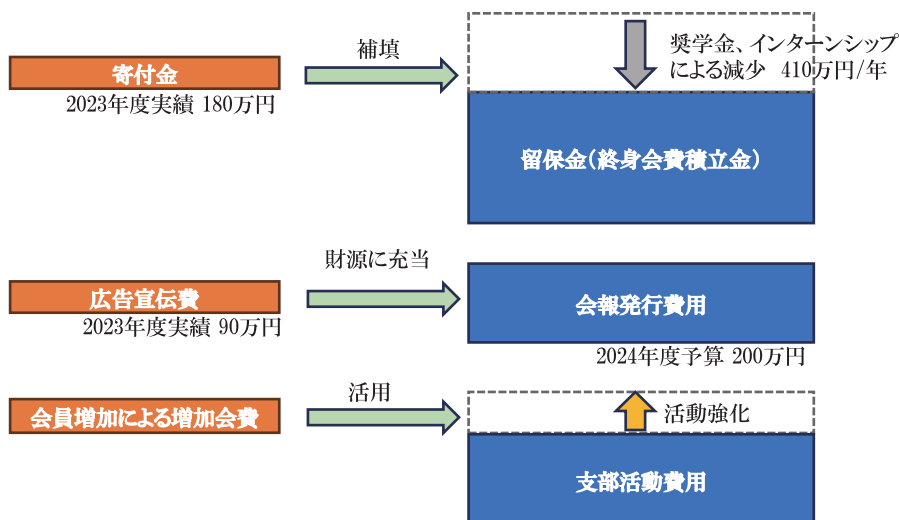 補填
奨学金、インターンシップ
による減少 410万円/年
寄付金
2023年度実績 180万円
留保金(終身会費積立金)
財源に充当
広告宣伝費
2023年度実績 90万円
会報発行費用
2024年度予算 200万円
活用
会員増加による増加会費
活動強化
支部活動費用